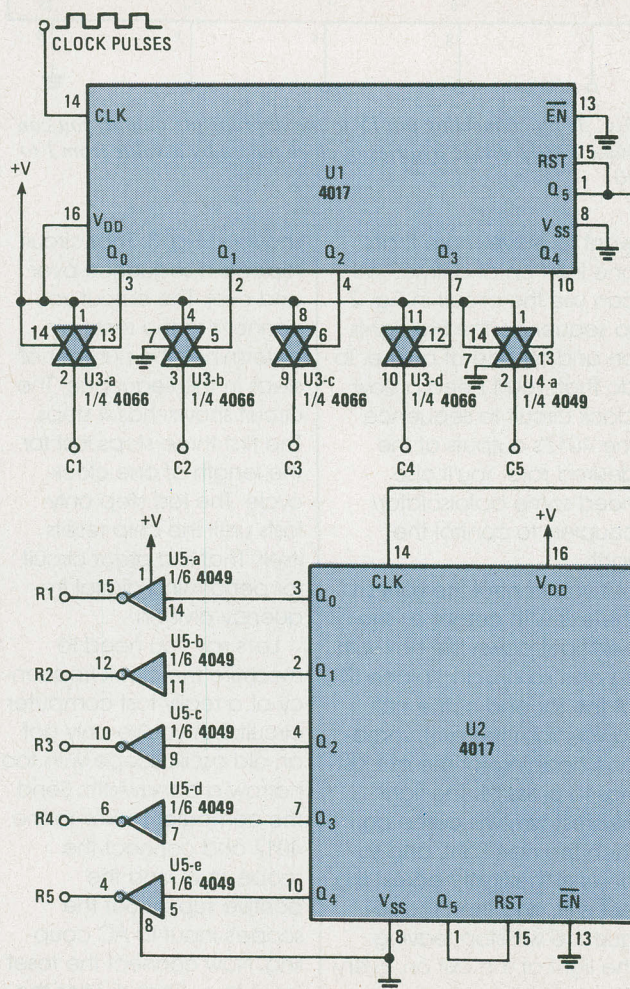 CLOCK PULSES
14 CLK
EN 13
RST 15
U1
4017
Q5 1
+V
16 VDD
VSS 8
Q0 Q1 Q2 Q3 Q4
3 2 4 7 10
14 1 13
7 4 5
8 6
11 12
14 1
7 13
2 U3-a
1/4 4066
3 U3-b
1/4 4066
9 U3-c
1/4 4066
10 U3-d
1/4 4066
2 U4-a
1/4 4049
C1 C2 C3 C4 C5
+V
+V
14
16
CLK
VDD
U5-a
1/6 4049
R1 15 1 14 3 Q0
U5-b
1/6 4049
R2 12 11 2 Q1
U5-c
1/6 4049
R3 10 9 4 Q2
U2
4017
U5-d
1/6 4049
R4 6 7 7 Q3
U5-e
1/6 4049
R5 4 5 10 Q4
8
VSS Q5 RST EN
8 1 15 13